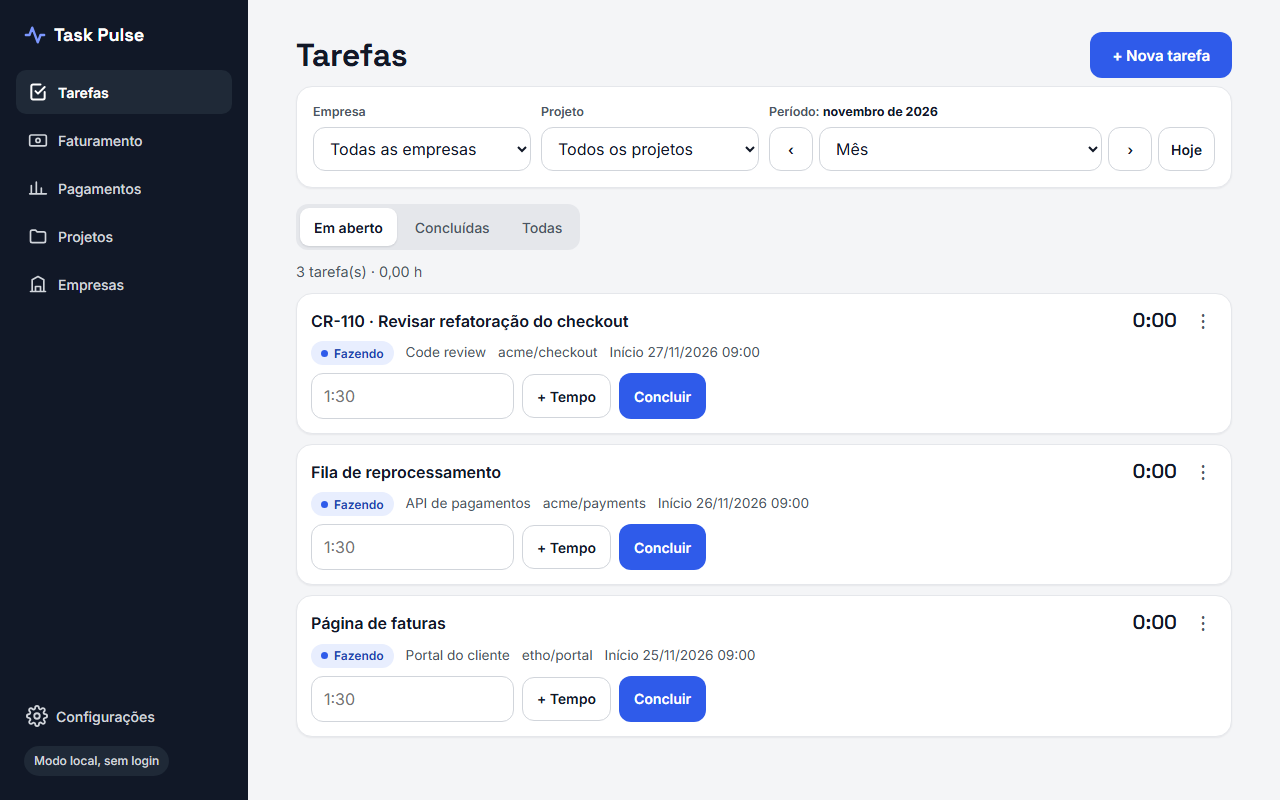 Task Pulse
Tarefas
Faturamento
Pagamentos
Projetos
Empresas
Configurações
Modo local, sem login
Tarefas
+ Nova tarefa
Empresa
Projeto
Período: novembro de 2026
Todas as empresas
Todos os projetos
‹
Mês
›
Hoje
Em aberto
Concluídas
Todas
3 tarefa(s) · 0,00 h
CR-110 · Revisar refatoração do checkout
0:00
Fazendo
Code review
acme/checkout
Início 27/11/2026 09:00
1:30
+ Tempo
Concluir
Fila de reprocessamento
0:00
Fazendo
API de pagamentos
acme/payments
Início 26/11/2026 09:00
1:30
+ Tempo
Concluir
Página de faturas
0:00
Fazendo
Portal do cliente
etho/portal
Início 25/11/2026 09:00
1:30
+ Tempo
Concluir